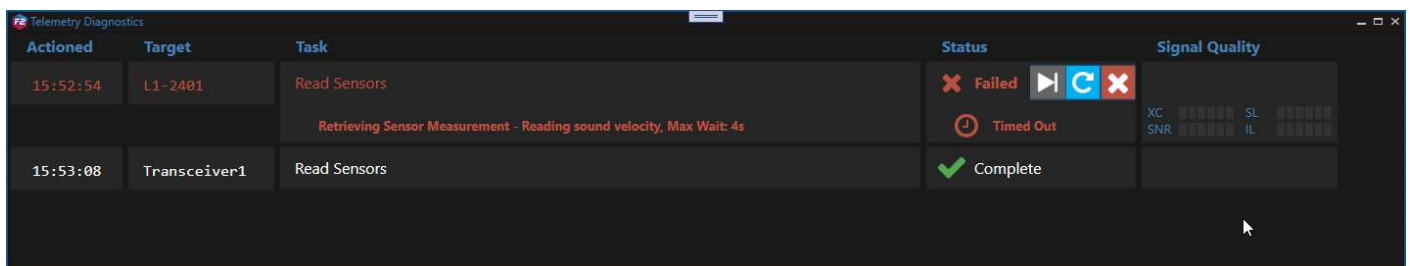 F2 Telemetry Diagnostics
Actioned Target Task Status Signal Quality
15:52:54 L1-2401 Read Sensors Failed
Retrieving Sensor Measurement - Reading sound velocity, Max Wait: 4s Timed Out
XC SL
SNR IL
15:53:08 Transceiver1 Read Sensors Complete